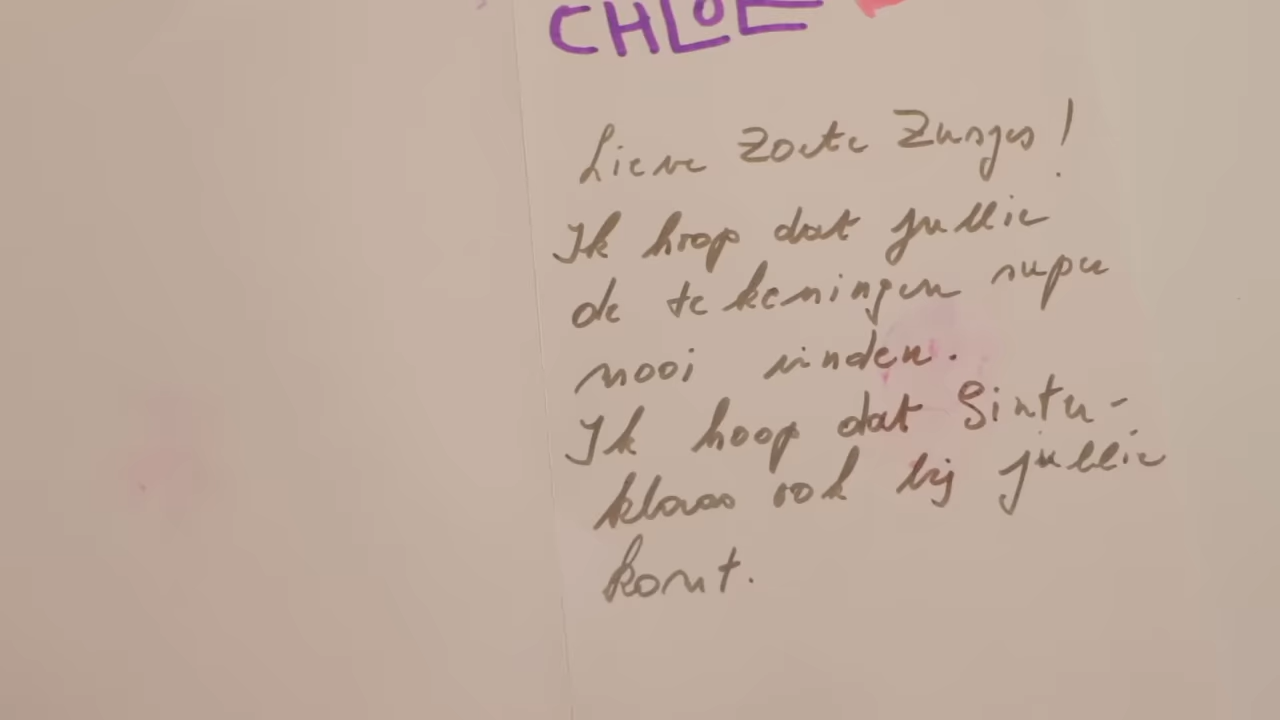 CHLOE
Lieve Zoete Zusjes!
Ik hoop dat jullie
de tekeningen super
mooi vinden.
Ik hoop dat Sinter-
klaas ook bij jullie
komt.